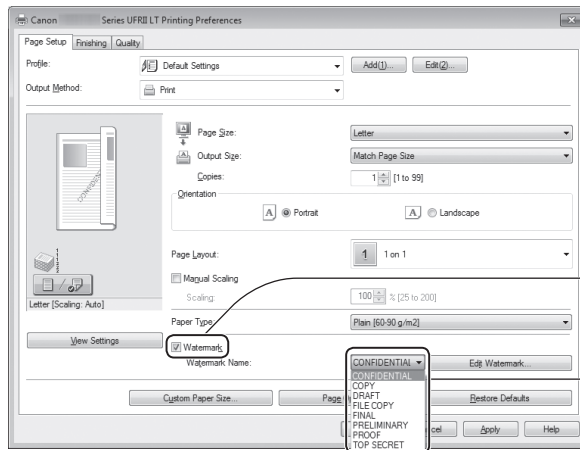 Canon Series UFRII LT Printing Preferences
Page Setup Finishing Quality
Profile: Default Settings Add(1)... Edit(2)...
Output Method: Print
Page Size: Letter
Output Size: Match Page Size
Copies: 1 [1 to 99]
Orientation
A Portrait A Landscape
CONFIDENTIAL
Page Layout: 1 1 on 1
Manual Scaling
Scaling: 100 % [25 to 200]
Letter [Scaling: Auto]
Paper Type: Plain [60-90 g/m2]
View Settings
Watermark
Watermark Name: CONFIDENTIAL Edit Watermark...
CONFIDENTIAL
COPY
DRAFT
FILE COPY
FINAL
PRELIMINARY
PROOF
TOP SECRET
Custom Paper Size... Page Restore Defaults
cel Apply Help